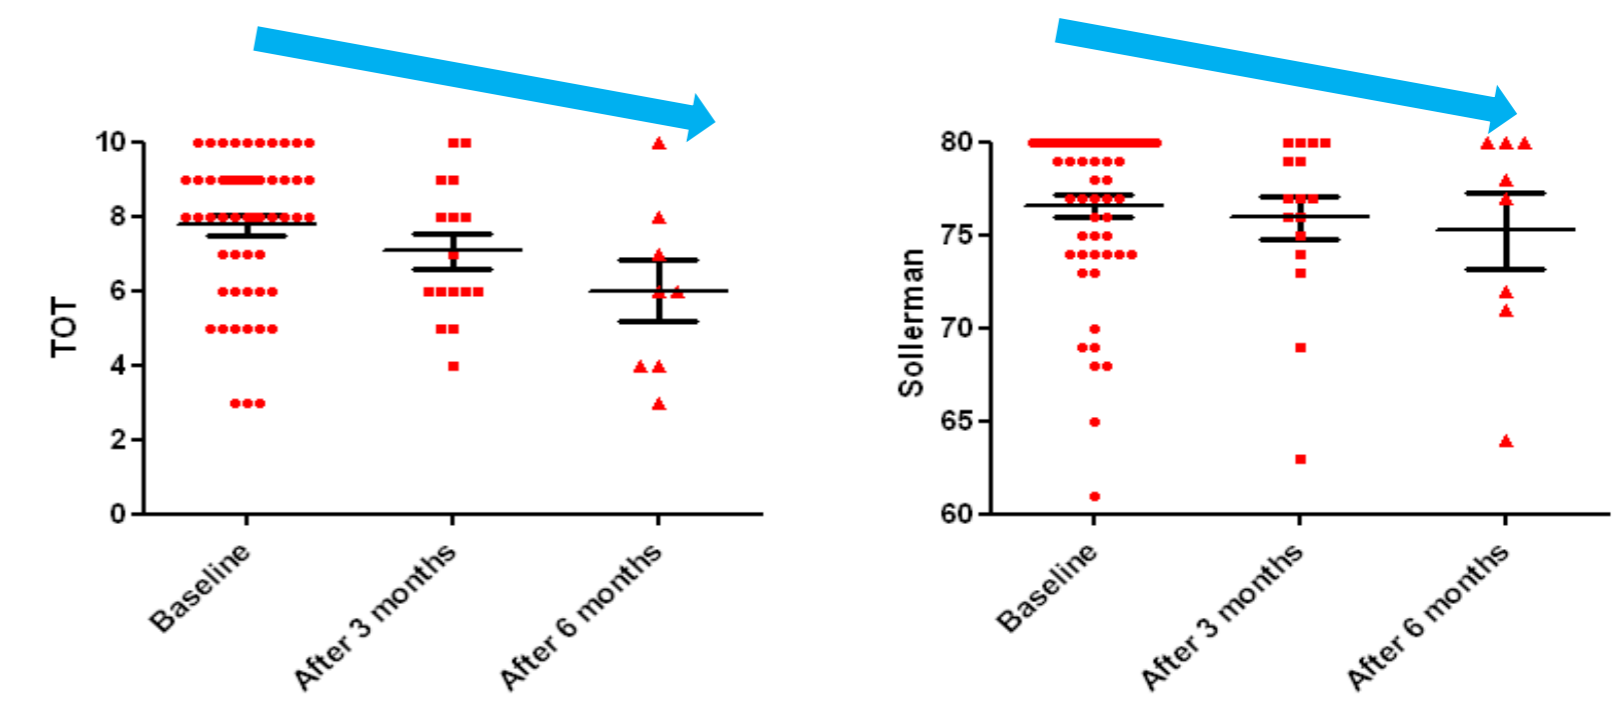 10
8
6
4
2
0
TOT
Baseline
After 3 months
After 6 months
80
75
70
65
60
Sollerman
Baseline
After 3 months
After 6 months